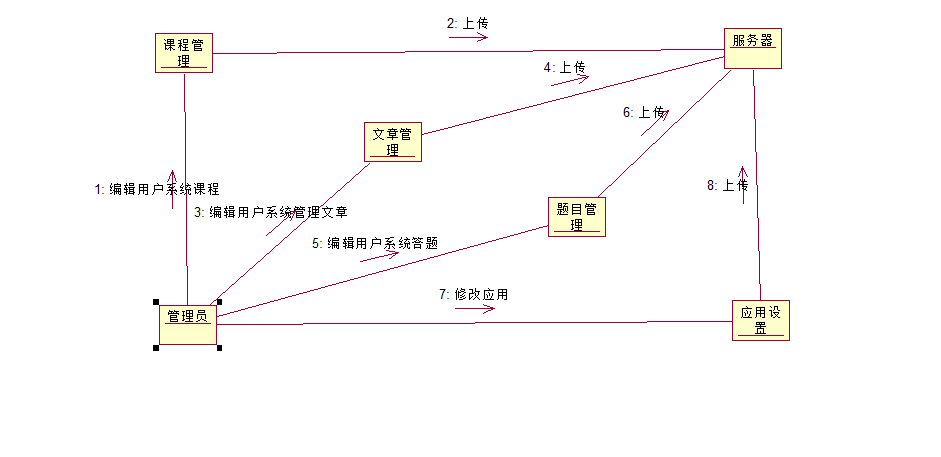 2: 上传
课程管
理
服务器
4: 上传
6: 上传
文章管
理
1: 编辑用户系统课程
8: 上传
3: 编辑用户系统管理文章
题目管
理
5: 编辑用户系统答题
7: 修改应用
管理员
应用设
置